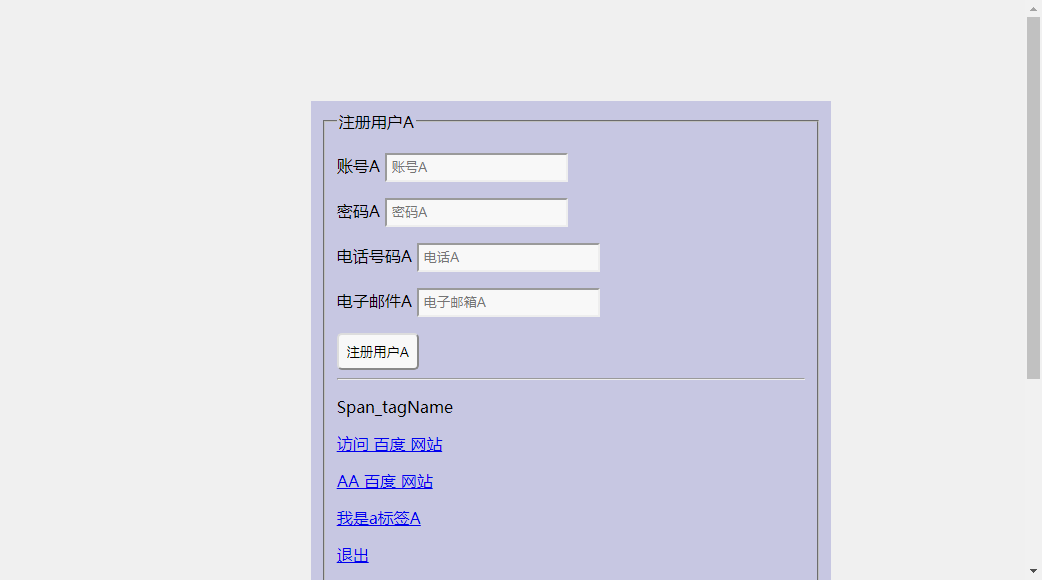 注册用户A
账号A 账号A
密码A 密码A
电话号码A 电话A
电子邮件A 电子邮箱A
注册用户A
Span_tagName
访问 百度 网站
AA 百度 网站
我是a标签A
退出